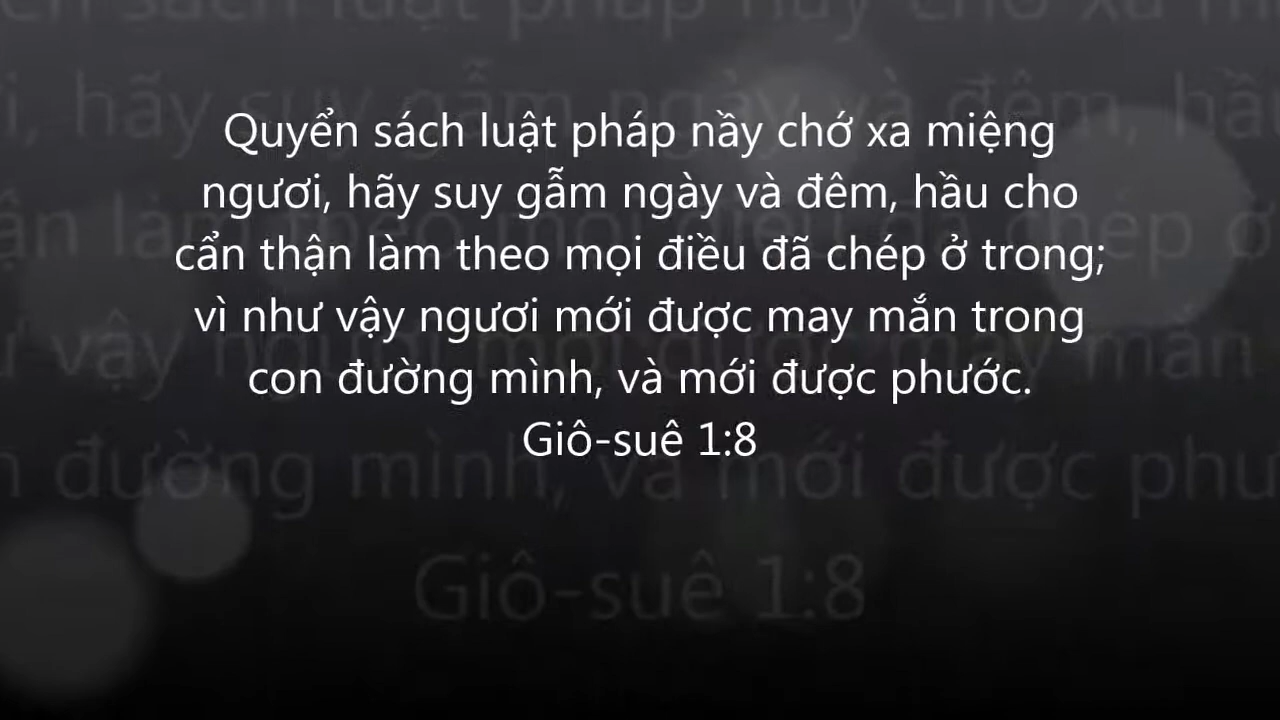 Quyển sách luật pháp nầy chớ xa miệng
ngươi, hãy suy gẫm ngày và đêm, hầu cho
cẩn thận làm theo mọi điều đã chép ở trong;
vì như vậy ngươi mới được may mắn trong
con đường mình, và mới được phước.
Giô-suê 1:8